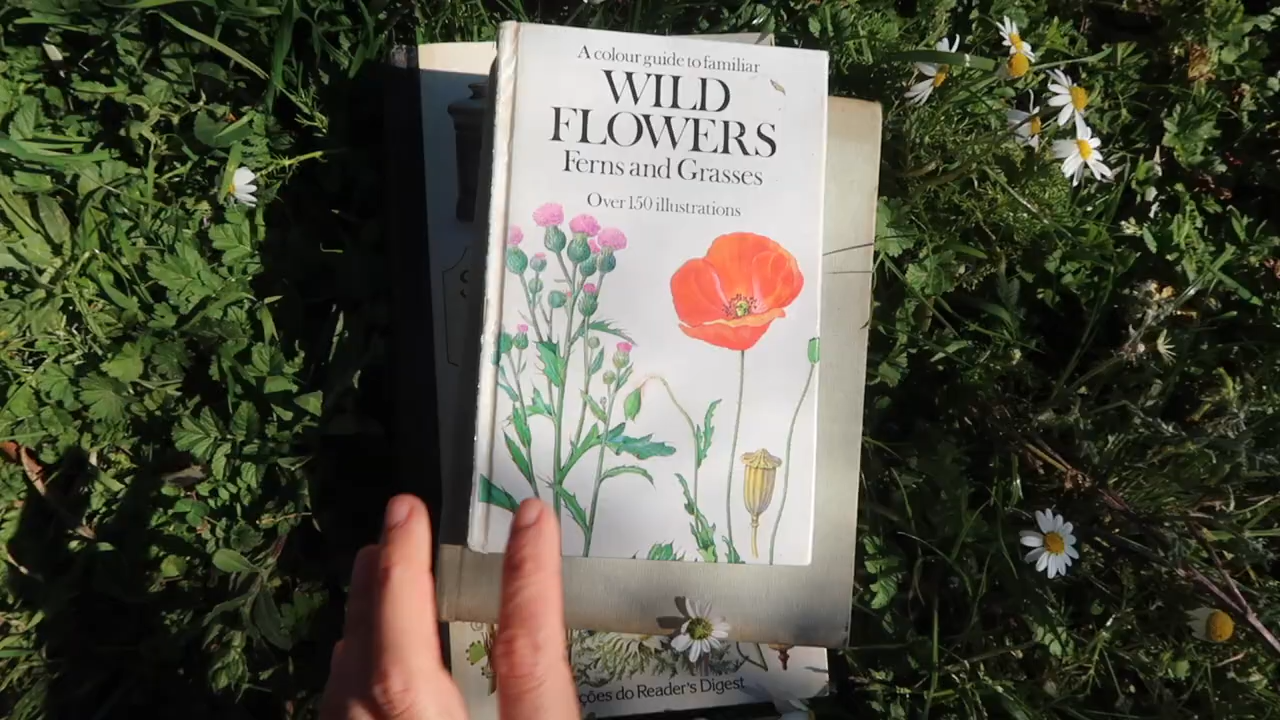 A colour guide to familiar
WILD
FLOWERS
Ferns and Grasses
Over 150 illustrations
ções do Reader's Digest